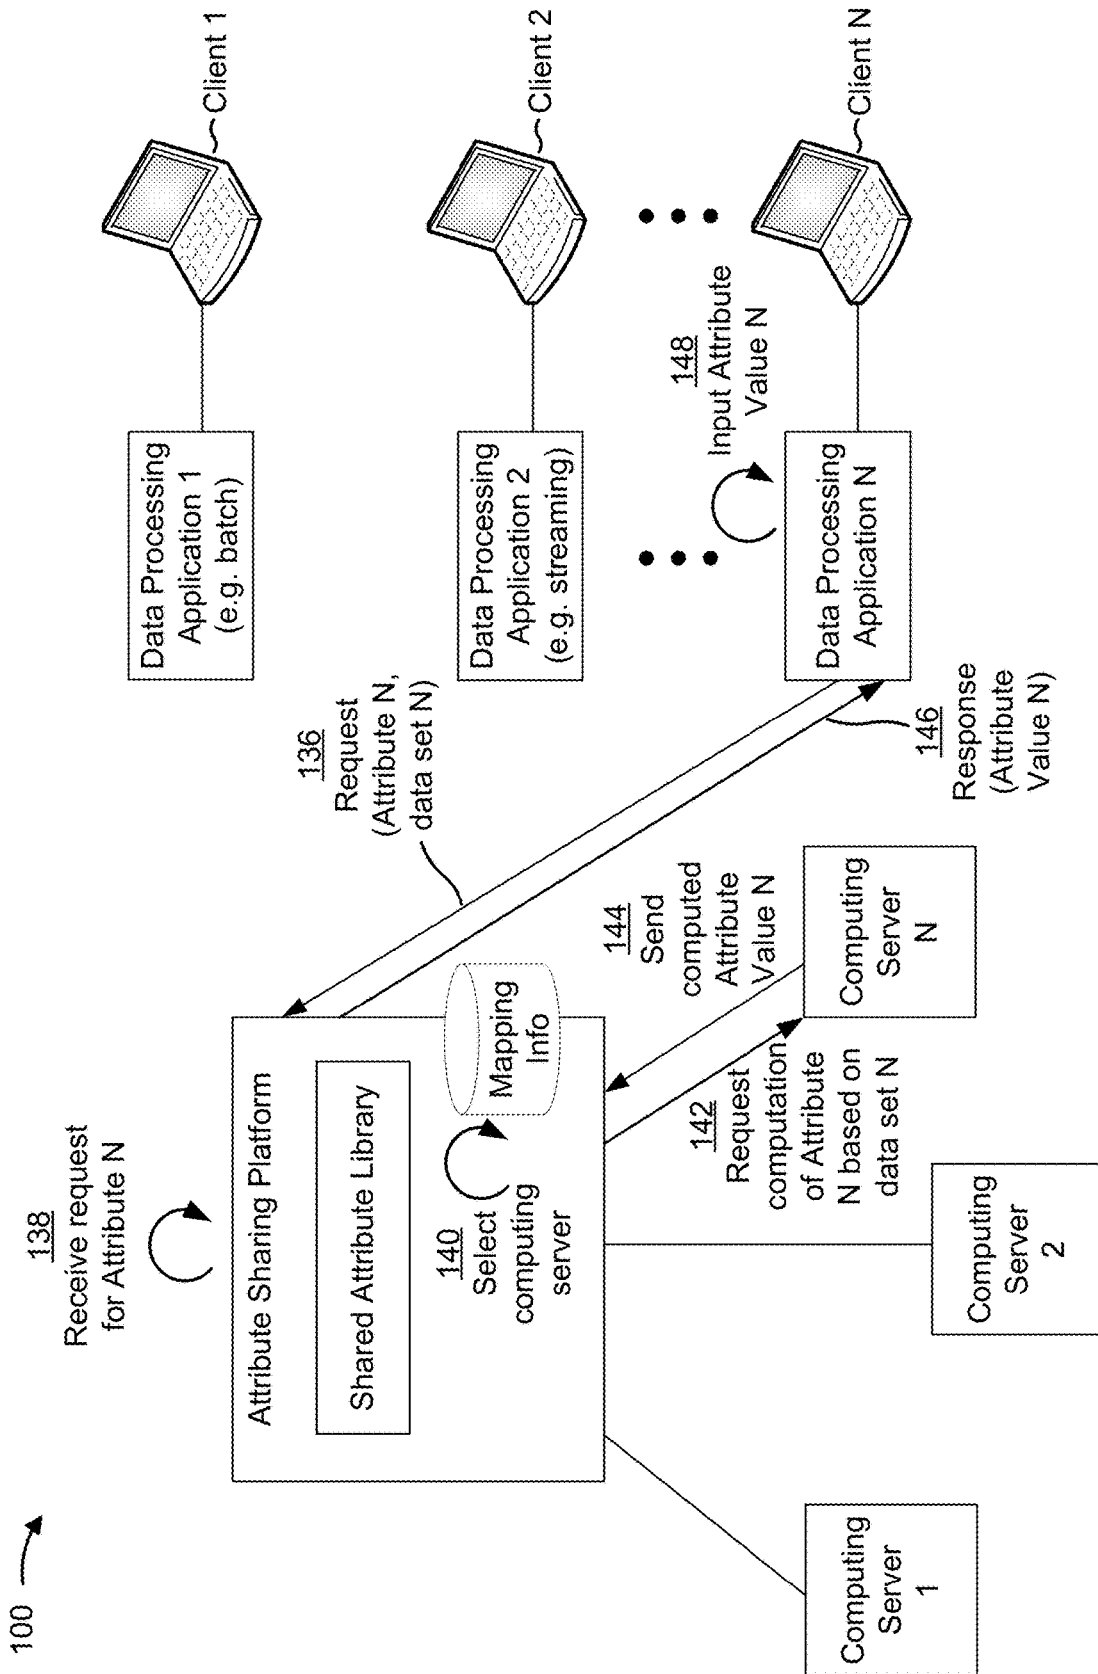 100
138
Receive request
for Attribute N
Attribute Sharing Platform
Shared Attribute Library
140
Select
computing
server
Mapping
Info
136
Request
(Attribute N,
data set N)
Data Processing
Application 1
(e.g. batch)
Client 1
Data Processing
Application 2
(e.g. streaming)
Client 2
148
Input Attribute
Value N
Data Processing
Application N
Client N
146
Response
(Attribute
Value N)
144
Send
computed
Attribute
Value N
142
Request
computation
of Attribute
N based on
data set N
Computing
Server
1
Computing
Server
2
Computing
Server
N